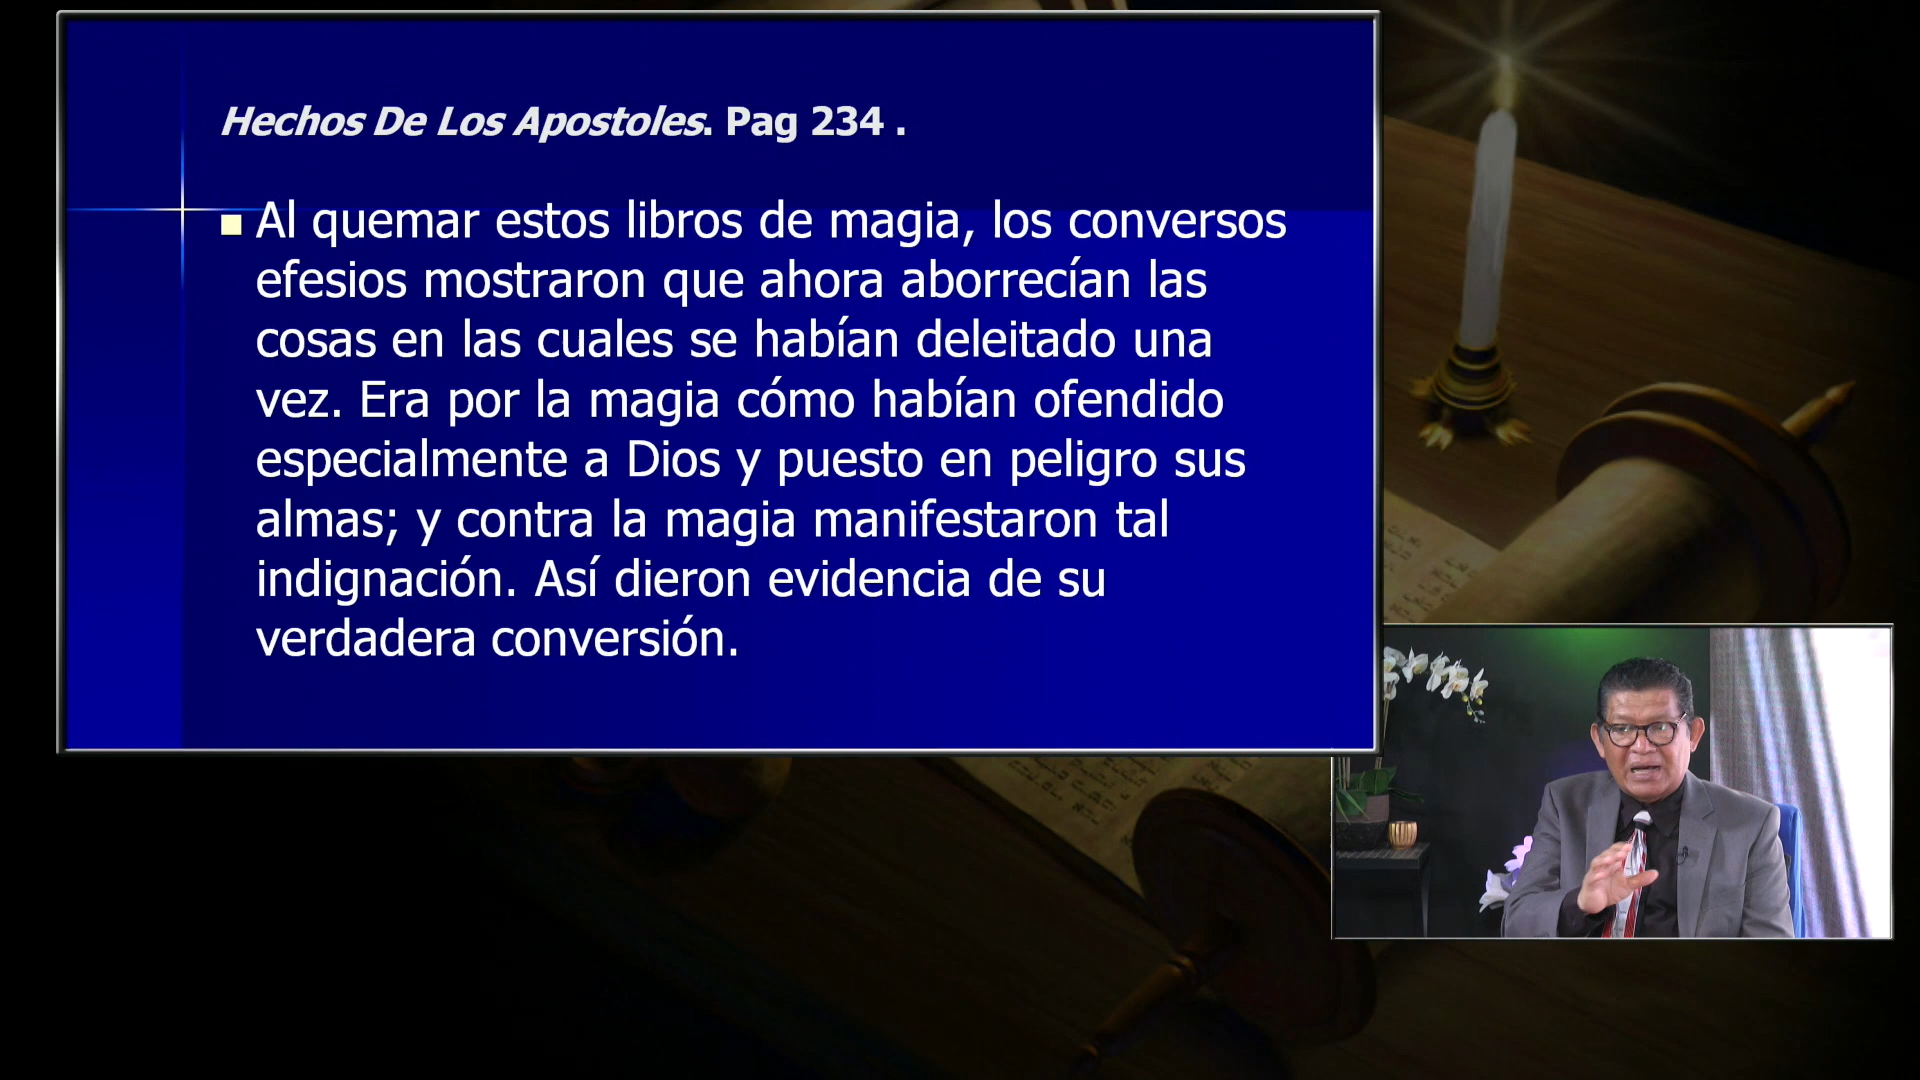 Hechos De Los Apostoles. Pag 234 .
Al quemar estos libros de magia, los conversos
efesios mostraron que ahora aborrecían las
cosas en las cuales se habían deleitado una
vez. Era por la magia cómo habían ofendido
especialmente a Dios y puesto en peligro sus
almas; y contra la magia manifestaron tal
indignación. Así dieron evidencia de su
verdadera conversión.